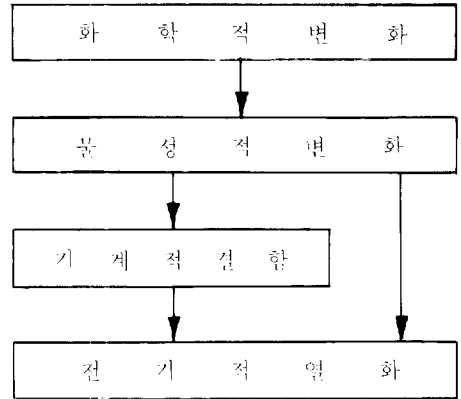 화 학 적 변 화
물 성 적 변 화
기 계 적 결 함
전 기 적 열 화